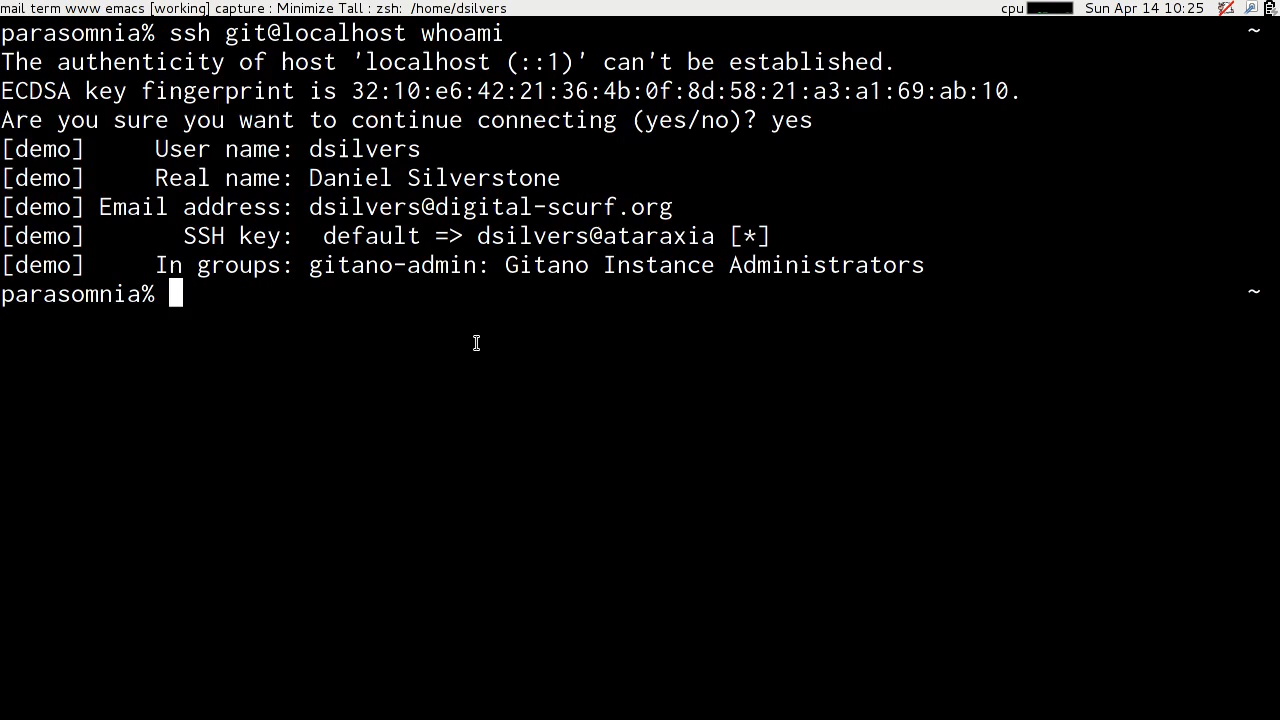 mail term www emacs [working] capture : Minimize Tall : zsh: /home/dsilvers cpu Sun Apr 14 10:25
parasomnia% ssh git@localhost whoami ~
The authenticity of host 'localhost (::1)' can't be established.
ECDSA key fingerprint is 32:10:e6:42:21:36:4b:0f:8d:58:21:a3:a1:69:ab:10.
Are you sure you want to continue connecting (yes/no)? yes
[demo]     User name: dsilvers
[demo]     Real name: Daniel Silverstone
[demo] Email address: dsilvers@digital-scurf.org
[demo]       SSH key:  default => dsilvers@ataraxia [*]
[demo]     In groups: gitano-admin: Gitano Instance Administrators
parasomnia% ~